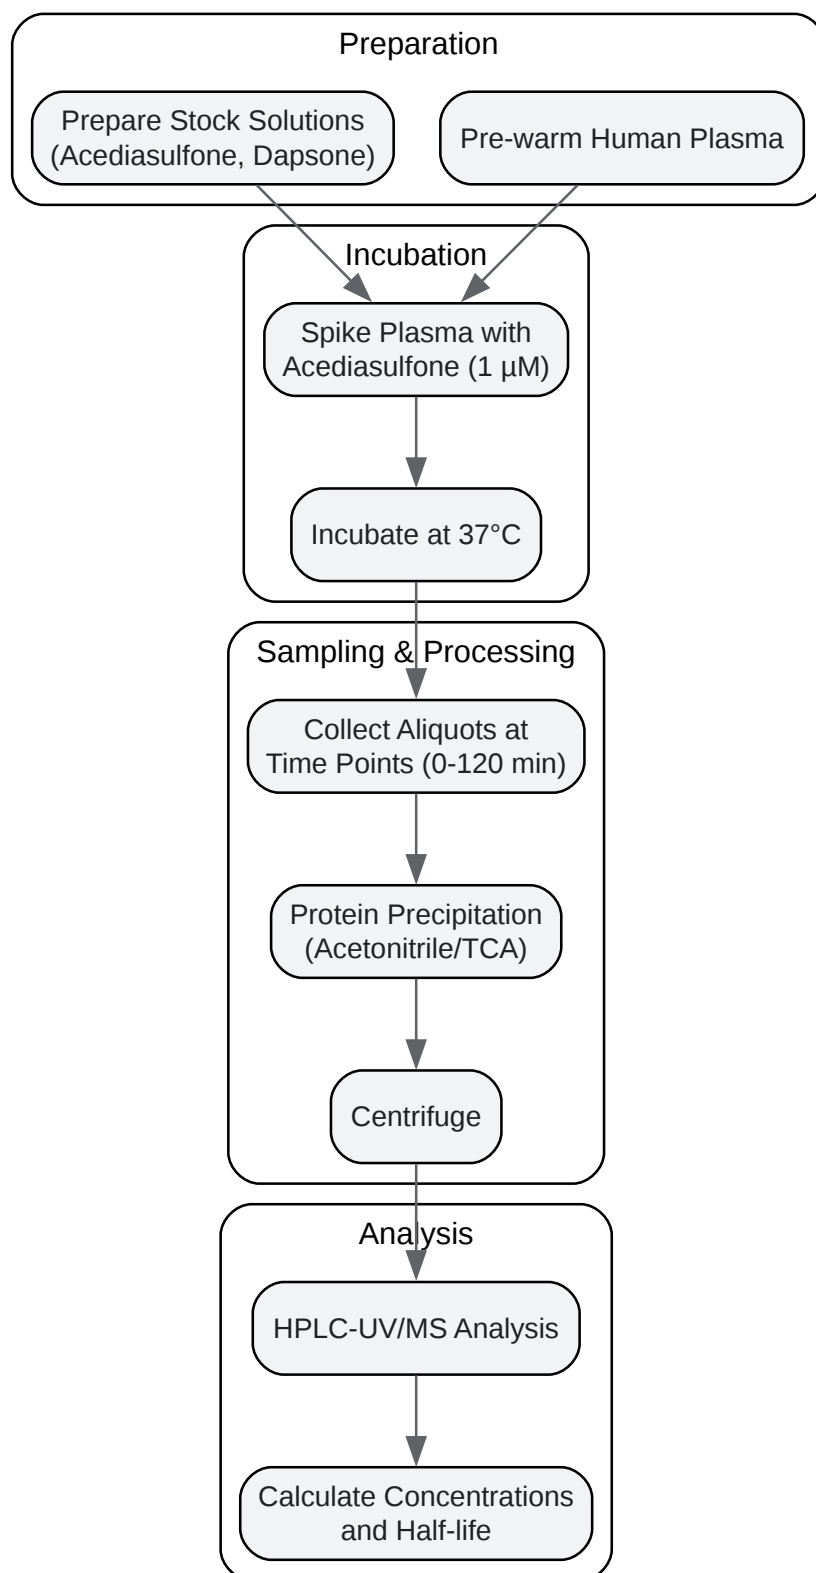 Preparation
Prepare Stock Solutions
(Acediasulfone, Dapsone)
Pre-warm Human Plasma
Incubation
Spike Plasma with
Acediasulfone (1 µM)
Incubate at 37°C
Sampling & Processing
Collect Aliquots at
Time Points (0-120 min)
Protein Precipitation
(Acetonitrile/TCA)
Centrifuge
Analysis
HPLC-UV/MS Analysis
Calculate Concentrations
and Half-life